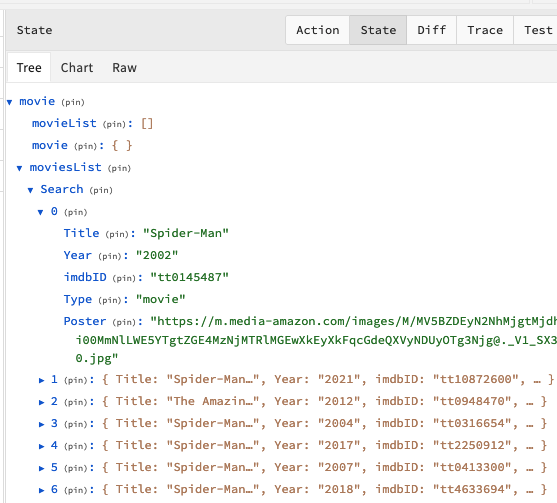 State Action State Diff Trace Test
Tree Chart Raw
▼ movie (pin)
movieList (pin): []
movie (pin): { }
▼ moviesList (pin)
▼ Search (pin)
▼ 0 (pin)
Title (pin): "Spider-Man"
Year (pin): "2002"
imdbID (pin): "tt0145487"
Type (pin): "movie"
Poster (pin): "https://m.media-amazon.com/images/M/MV5BZDEyN2NhMjgtMjdh
i00MmNlLWE5YTgtZGE4MzNjMTRlMGEwXkEyXkFqcGdeQXVyNDUyOTg3Njg@._V1_SX3
0.jpg"
▶ 1 (pin): { Title: "Spider-Man…", Year: "2021", imdbID: "tt10872600", … }
▶ 2 (pin): { Title: "The Amazin…", Year: "2012", imdbID: "tt0948470", … }
▶ 3 (pin): { Title: "Spider-Man…", Year: "2004", imdbID: "tt0316654", … }
▶ 4 (pin): { Title: "Spider-Man…", Year: "2017", imdbID: "tt2250912", … }
▶ 5 (pin): { Title: "Spider-Man…", Year: "2007", imdbID: "tt0413300", … }
▶ 6 (pin): { Title: "Spider-Man…", Year: "2018", imdbID: "tt4633694", … }